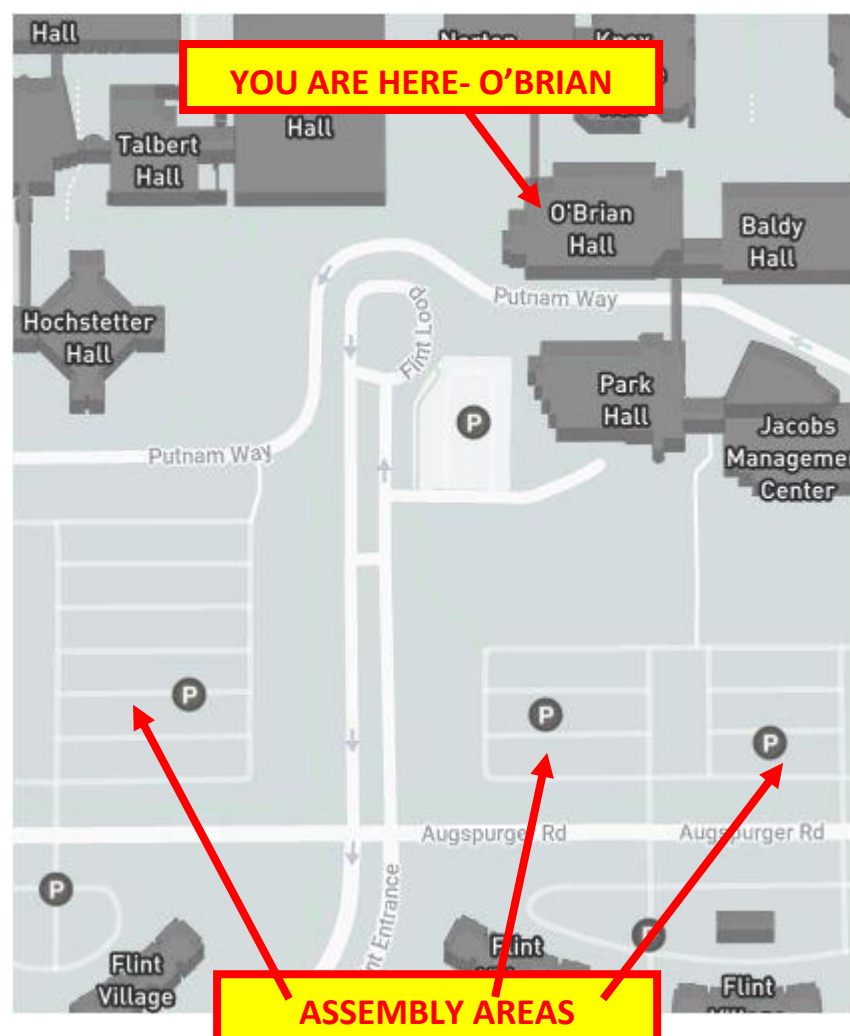 Hall
YOU ARE HERE- O’BRIAN
Hall
Talbert
Hall
O'Brian
Hall
Baldy
Hall
Putnam Way
Hochstetter
Hall
Flint Loop
Park
Hall
P
Jacobs
Management
Center
Putnam Way
P
P
P
Augspurger Rd
Augspurger Rd
P
P
Entrance
Flint
Village
Flint
Flint
ASSEMBLY AREAS